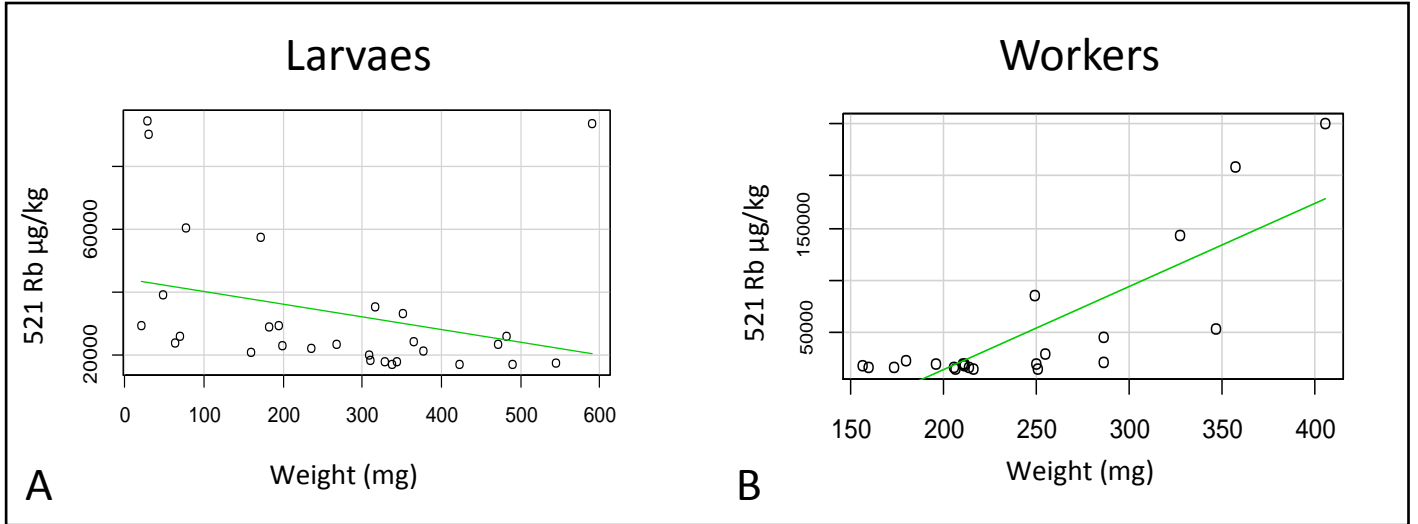 Larvaes
521 Rb µg/kg
60000
20000
0 100 200 300 400 500 600
Weight (mg)
A
Workers
521 Rb µg/kg
150000
50000
150 200 250 300 350 400
Weight (mg)
B